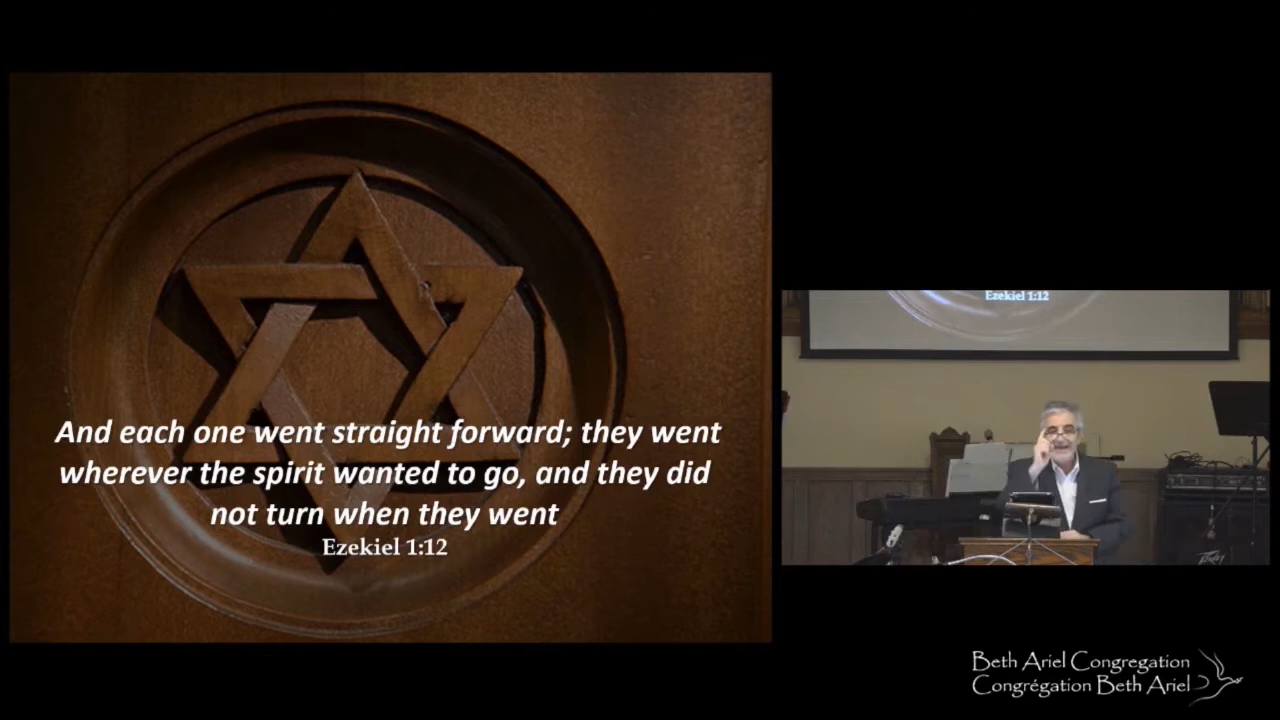 And each one went straight forward; they went
wherever the spirit wanted to go, and they did
not turn when they went
Ezekiel 1:12
Ezekiel 1:12
Peavey
Beth Ariel Congregation
Congrégation Beth Ariel